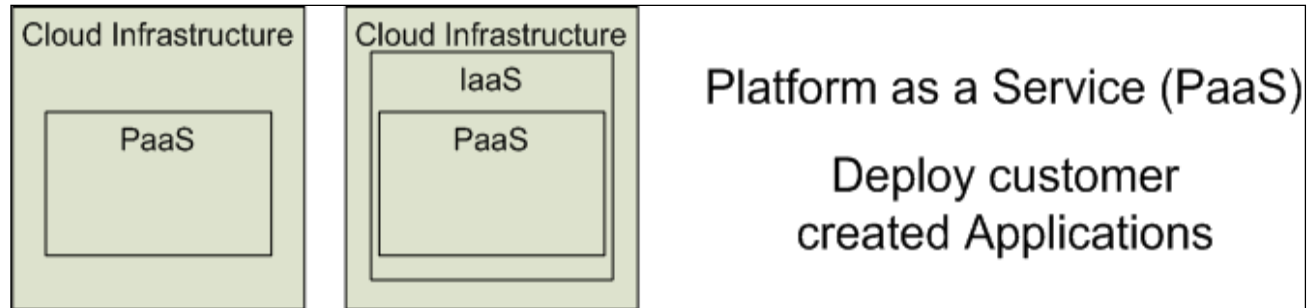 Cloud Infrastructure
PaaS
Cloud Infrastructure
IaaS
PaaS
Platform as a Service (PaaS)
Deploy customer
created Applications